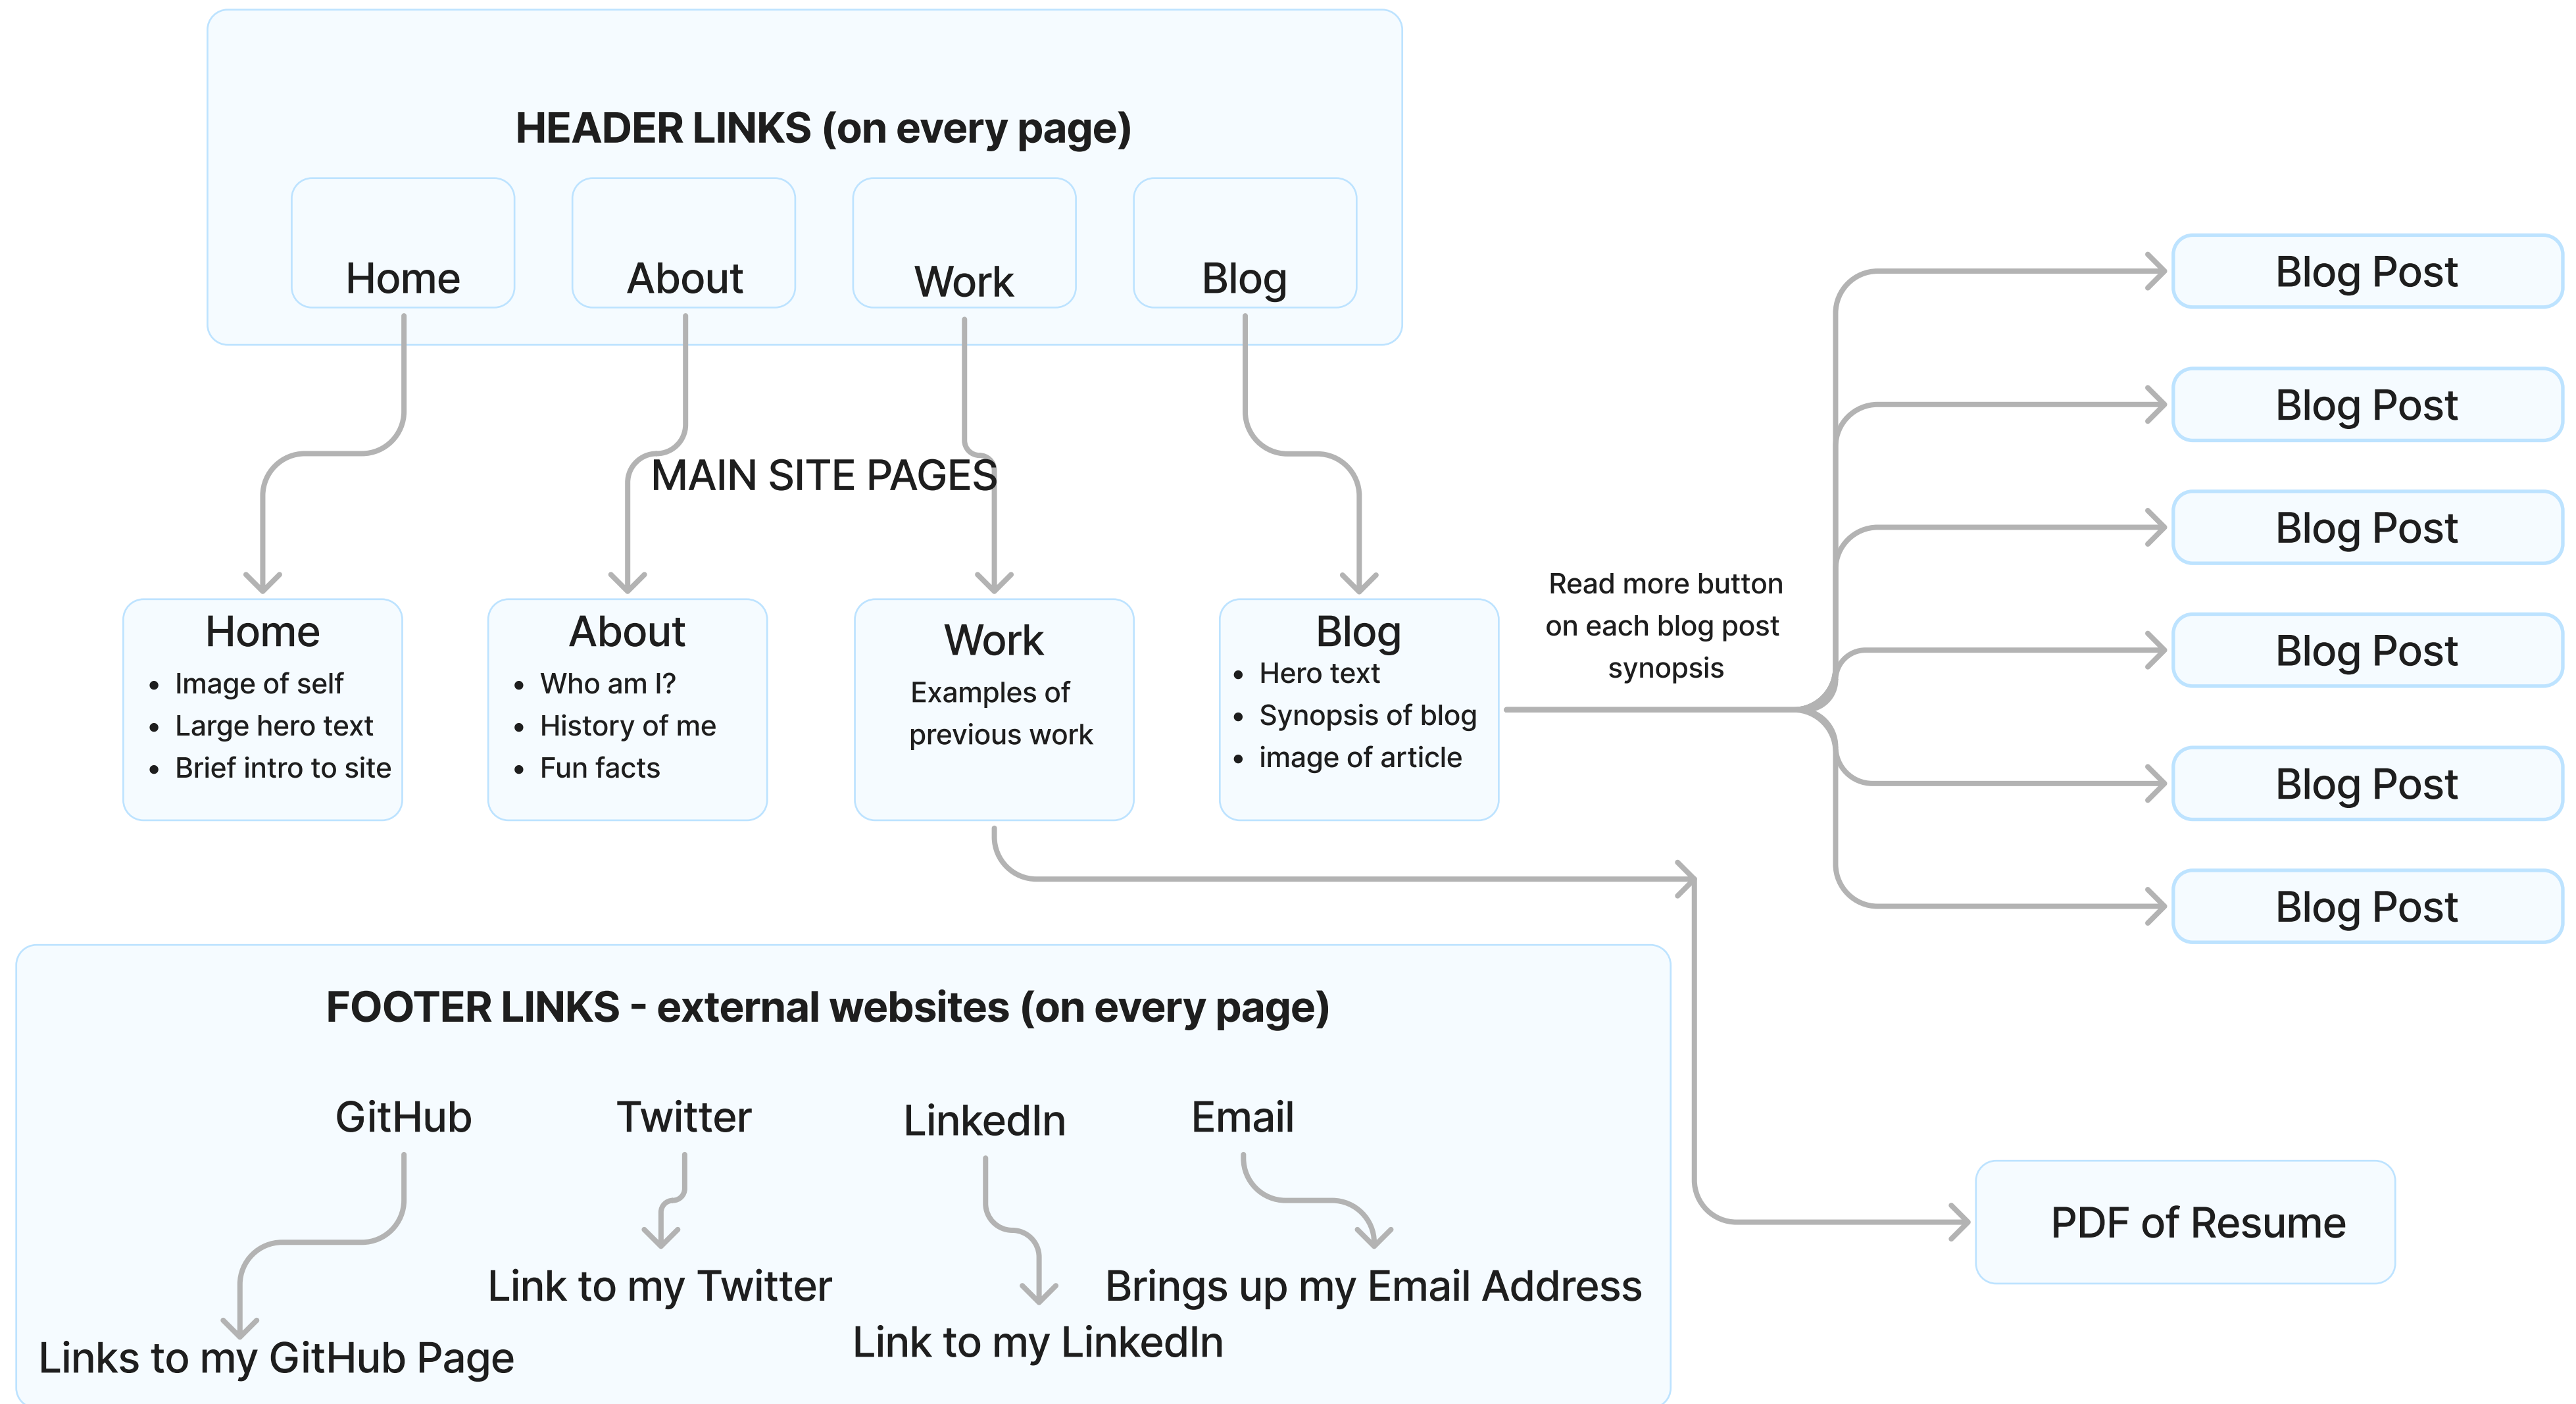 HEADER LINKS (on every page)
Home
About
Work
Blog
MAIN SITE PAGES
Home
• Image of self
• Large hero text
• Brief intro to site
About
• Who am I?
• History of me
• Fun facts
Work
Examples of
previous work
Blog
• Hero text
• Synopsis of blog
• image of article
Read more button
on each blog post
synopsis
Blog Post
Blog Post
Blog Post
Blog Post
Blog Post
Blog Post
FOOTER LINKS - external websites (on every page)
GitHub
Twitter
LinkedIn
Email
Links to my GitHub Page
Link to my Twitter
Link to my LinkedIn
Brings up my Email Address
PDF of Resume